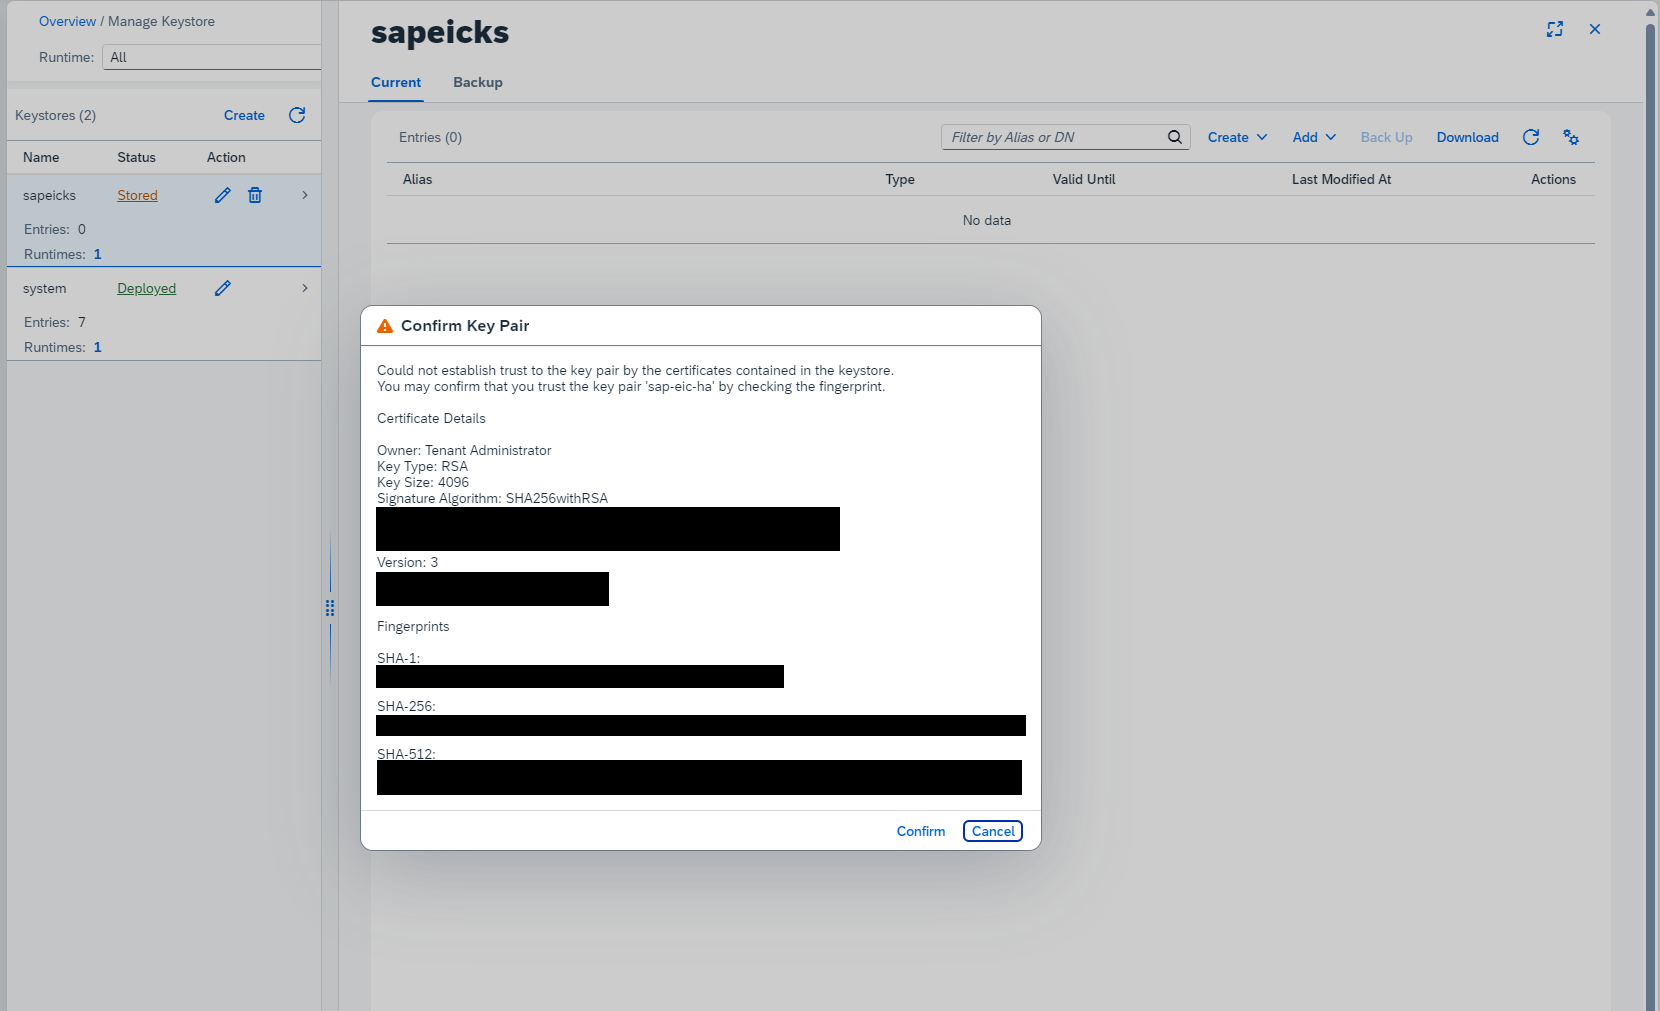 Overview / Manage Keystore
Runtime: All
Keystores (2) Create
Name Status Action
sapeicks Stored
Entries: 0
Runtimes: 1
system Deployed
Entries: 7
Runtimes: 1
sapeicks
Current Backup
Entries (0) Filter by Alias or DN Create Add Back Up Download
Alias Type Valid Until Last Modified At Actions
No data
Confirm Key Pair
Could not establish trust to the key pair by the certificates contained in the keystore.
You may confirm that you trust the key pair 'sap-eic-ha' by checking the fingerprint.
Certificate Details
Owner: Tenant Administrator
Key Type: RSA
Key Size: 4096
Signature Algorithm: SHA256withRSA
Version: 3
Fingerprints
SHA-1:
SHA-256:
SHA-512:
Confirm Cancel